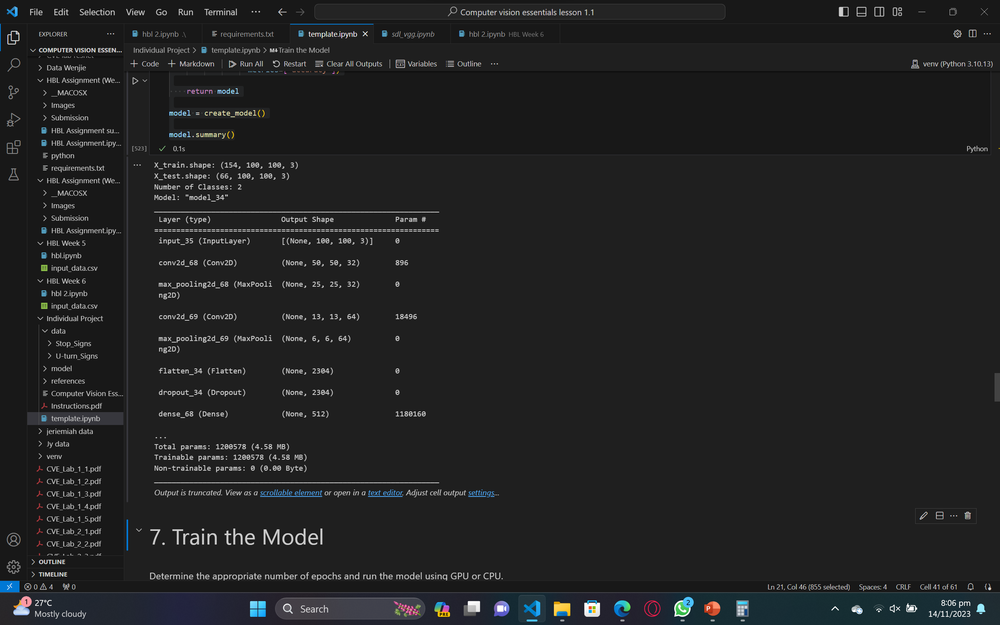 File Edit Selection View Go Run Terminal ···
Computer vision essentials lesson 1.1
EXPLORER ···
hbl 2.ipynb .\
requirements.txt
template.ipynb
sdl_vgg.ipynb
hbl 2.ipynb HBL Week 6
COMPUTER VISION ESSEN...
Data Wenjie
HBL Assignment (We...
__MACOSX
Images
Submission
HBL Assignment su...
HBL Assignment.ipy...
python
requirements.txt
HBL Assignment (We...
__MACOSX
Images
Submission
HBL Assignment.ipy...
HBL Week 5
hbl.ipynb
input_data.csv
HBL Week 6
hbl 2.ipynb
input_data.csv
Individual Project
data
Stop_Signs
U-turn_Signs
model
references
Computer Vision Ess...
Instructions.pdf
template.ipynb
jeriemiah data
Jy data
venv
CVE_Lab_1_1.pdf
CVE_Lab_1_2.pdf
CVE_Lab_1_3.pdf
CVE_Lab_1_4.pdf
CVE_Lab_1_5.pdf
CVE_Lab_2_1.pdf
CVE_Lab_2_2.pdf
OUTLINE
TIMELINE
Individual Project > template.ipynb > M↓Train the Model
+ Code + Markdown Run All Restart Clear All Outputs Variables Outline ···
venv (Python 3.10.13)
return model
model = create_model()
model.summary()
[523] ✓ 0.1s
Python
X_train.shape: (154, 100, 100, 3)
X_test.shape: (66, 100, 100, 3)
Number of Classes: 2
Model: "model_34"
_________________________________________________________________
Layer (type) Output Shape Param #
=================================================================
input_35 (InputLayer) [(None, 100, 100, 3)] 0
conv2d_68 (Conv2D) (None, 50, 50, 32) 896
max_pooling2d_68 (MaxPooli (None, 25, 25, 32) 0
ng2D)
conv2d_69 (Conv2D) (None, 13, 13, 64) 18496
max_pooling2d_69 (MaxPooli (None, 6, 6, 64) 0
ng2D)
flatten_34 (Flatten) (None, 2304) 0
dropout_34 (Dropout) (None, 2304) 0
dense_68 (Dense) (None, 512) 1180160
...
Total params: 1200578 (4.58 MB)
Trainable params: 1200578 (4.58 MB)
Non-trainable params: 0 (0.00 Byte)
_________________________________________________________________
Output is truncated. View as a scrollable element or open in a text editor. Adjust cell output settings...
7. Train the Model
Determine the appropriate number of epochs and run the model using GPU or CPU.
0 4 0
Ln 21, Col 46 (855 selected) Spaces: 4 CRLF Cell 41 of 61
1
27°C
Mostly cloudy
Search
PRE
2
P
8:06 pm
14/11/2023